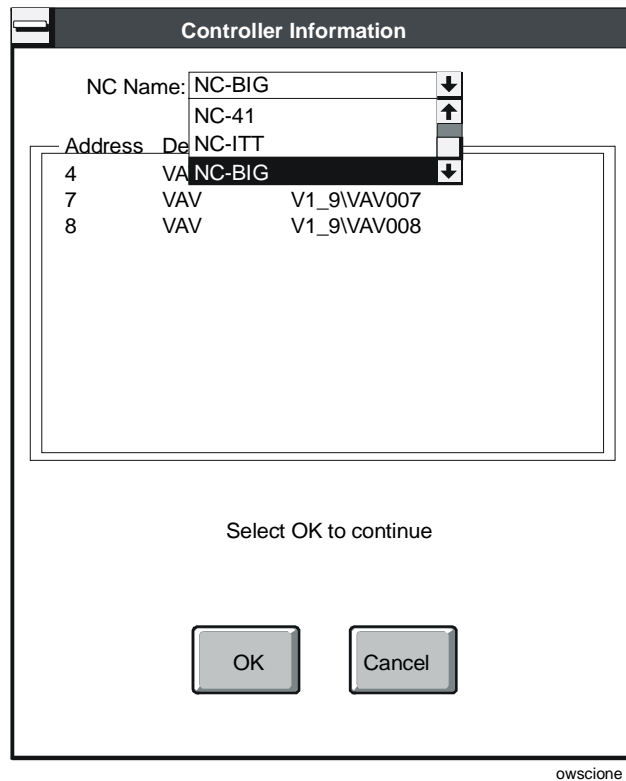 Controller Information
NC Name: NC-BIG
NC-41
NC-ITT
NC-BIG
Address
4
7 VAV V1_9\VAV007
8 VAV V1_9\VAV008
Select OK to continue
OK Cancel
owscione